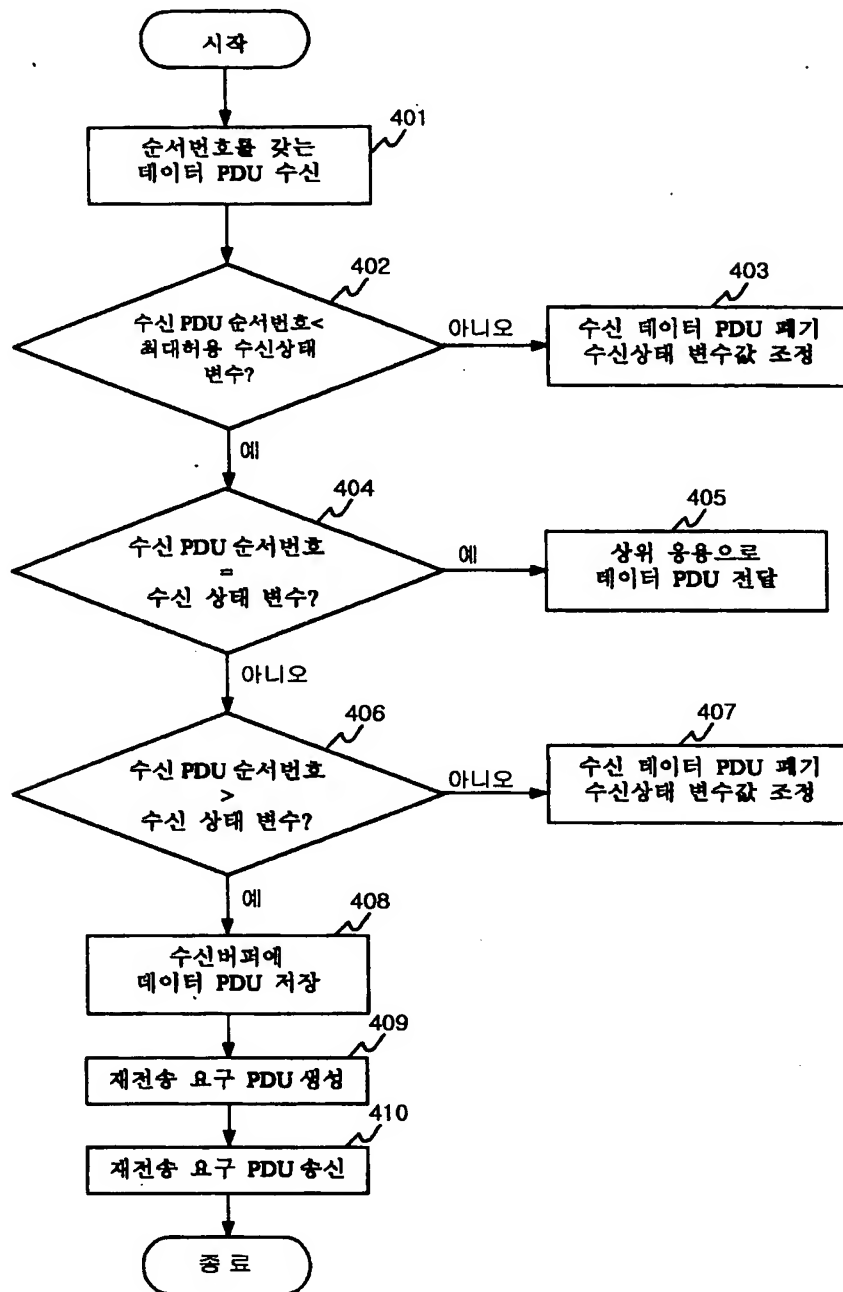 시작
401
순서번호를 갖는
데이터 PDU 수신
402
수신 PDU 순서번호<
최대허용 수신상태
변수?
아니오
403
수신 데이터 PDU 폐기
수신상태 변수값 조정
예
404
수신 PDU 순서번호
=
수신 상태 변수?
예
405
상위 응용으로
데이터 PDU 전달
아니오
406
수신 PDU 순서번호
>
수신 상태 변수?
아니오
407
수신 데이터 PDU 폐기
수신상태 변수값 조정
예
408
수신버퍼에
데이터 PDU 저장
409
재전송 요구 PDU 생성
410
재전송 요구 PDU 송신
종료